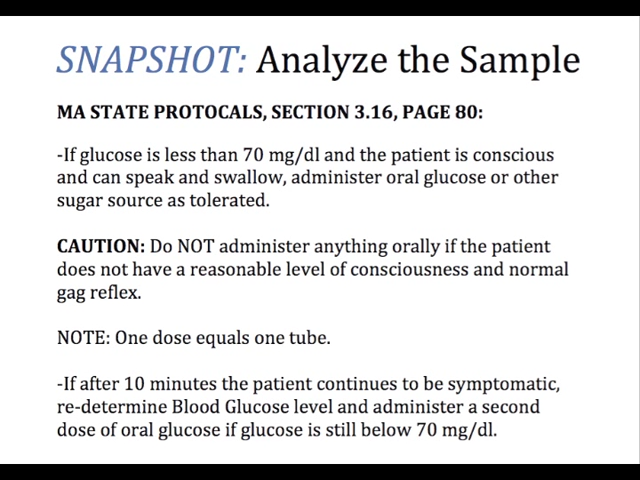 SNAPSHOT: Analyze the Sample
MA STATE PROTOCALS, SECTION 3.16, PAGE 80:
-If glucose is less than 70 mg/dl and the patient is conscious
and can speak and swallow, administer oral glucose or other
sugar source as tolerated.
CAUTION: Do NOT administer anything orally if the patient
does not have a reasonable level of consciousness and normal
gag reflex.
NOTE: One dose equals one tube.
-If after 10 minutes the patient continues to be symptomatic,
re-determine Blood Glucose level and administer a second
dose of oral glucose if glucose is still below 70 mg/dl.